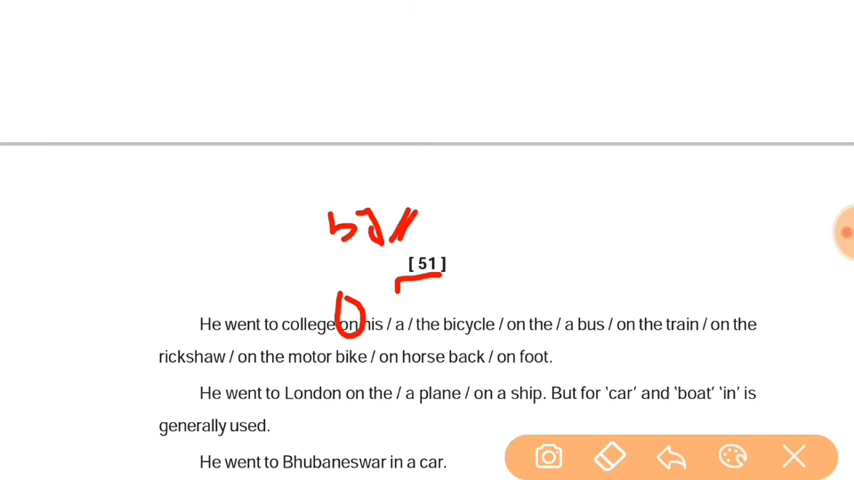 [ 51 ]
He went to college on his / a / the bicycle / on the / a bus / on the train / on the
rickshaw / on the motor bike / on horse back / on foot.
He went to London on the / a plane / on a ship. But for ‘car’ and ‘boat’ ‘in’ is
generally used.
He went to Bhubaneswar in a car.